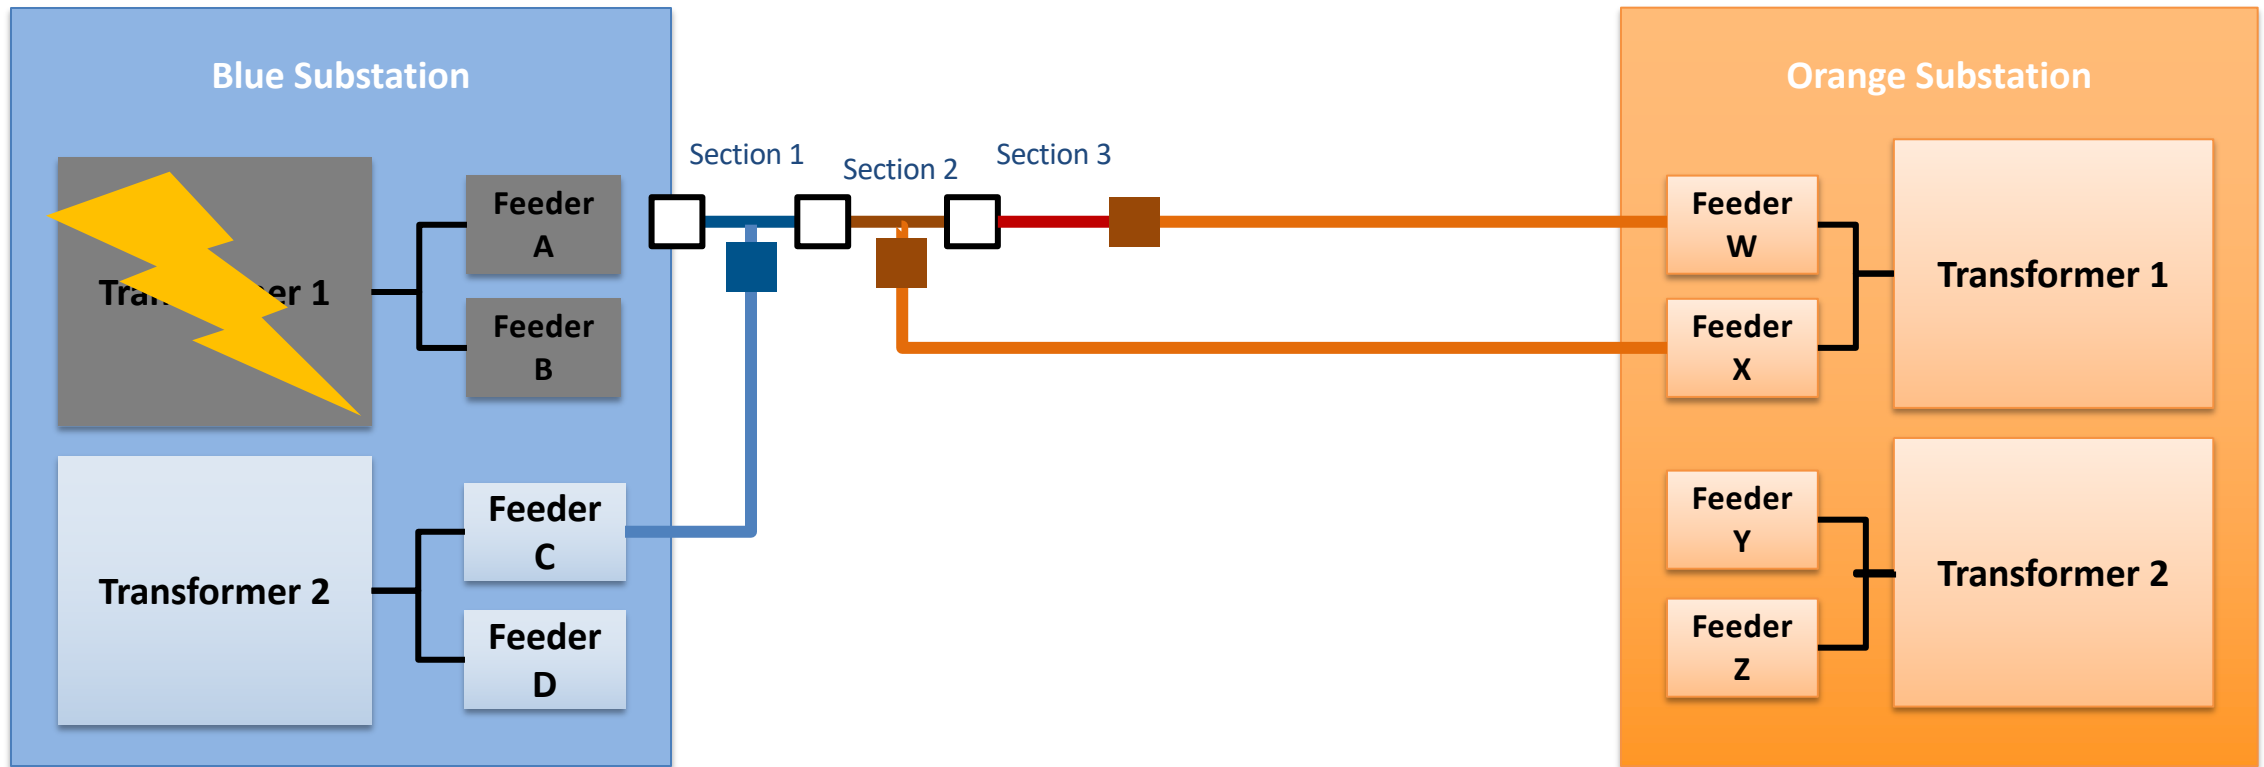 Blue Substation
Orange Substation
Section 1
Section 2
Section 3
Feeder
A
Feeder
B
Tra er 1
Feeder
C
Feeder
D
Transformer 2
Feeder
W
Feeder
X
Transformer 1
Feeder
Y
Feeder
Z
Transformer 2